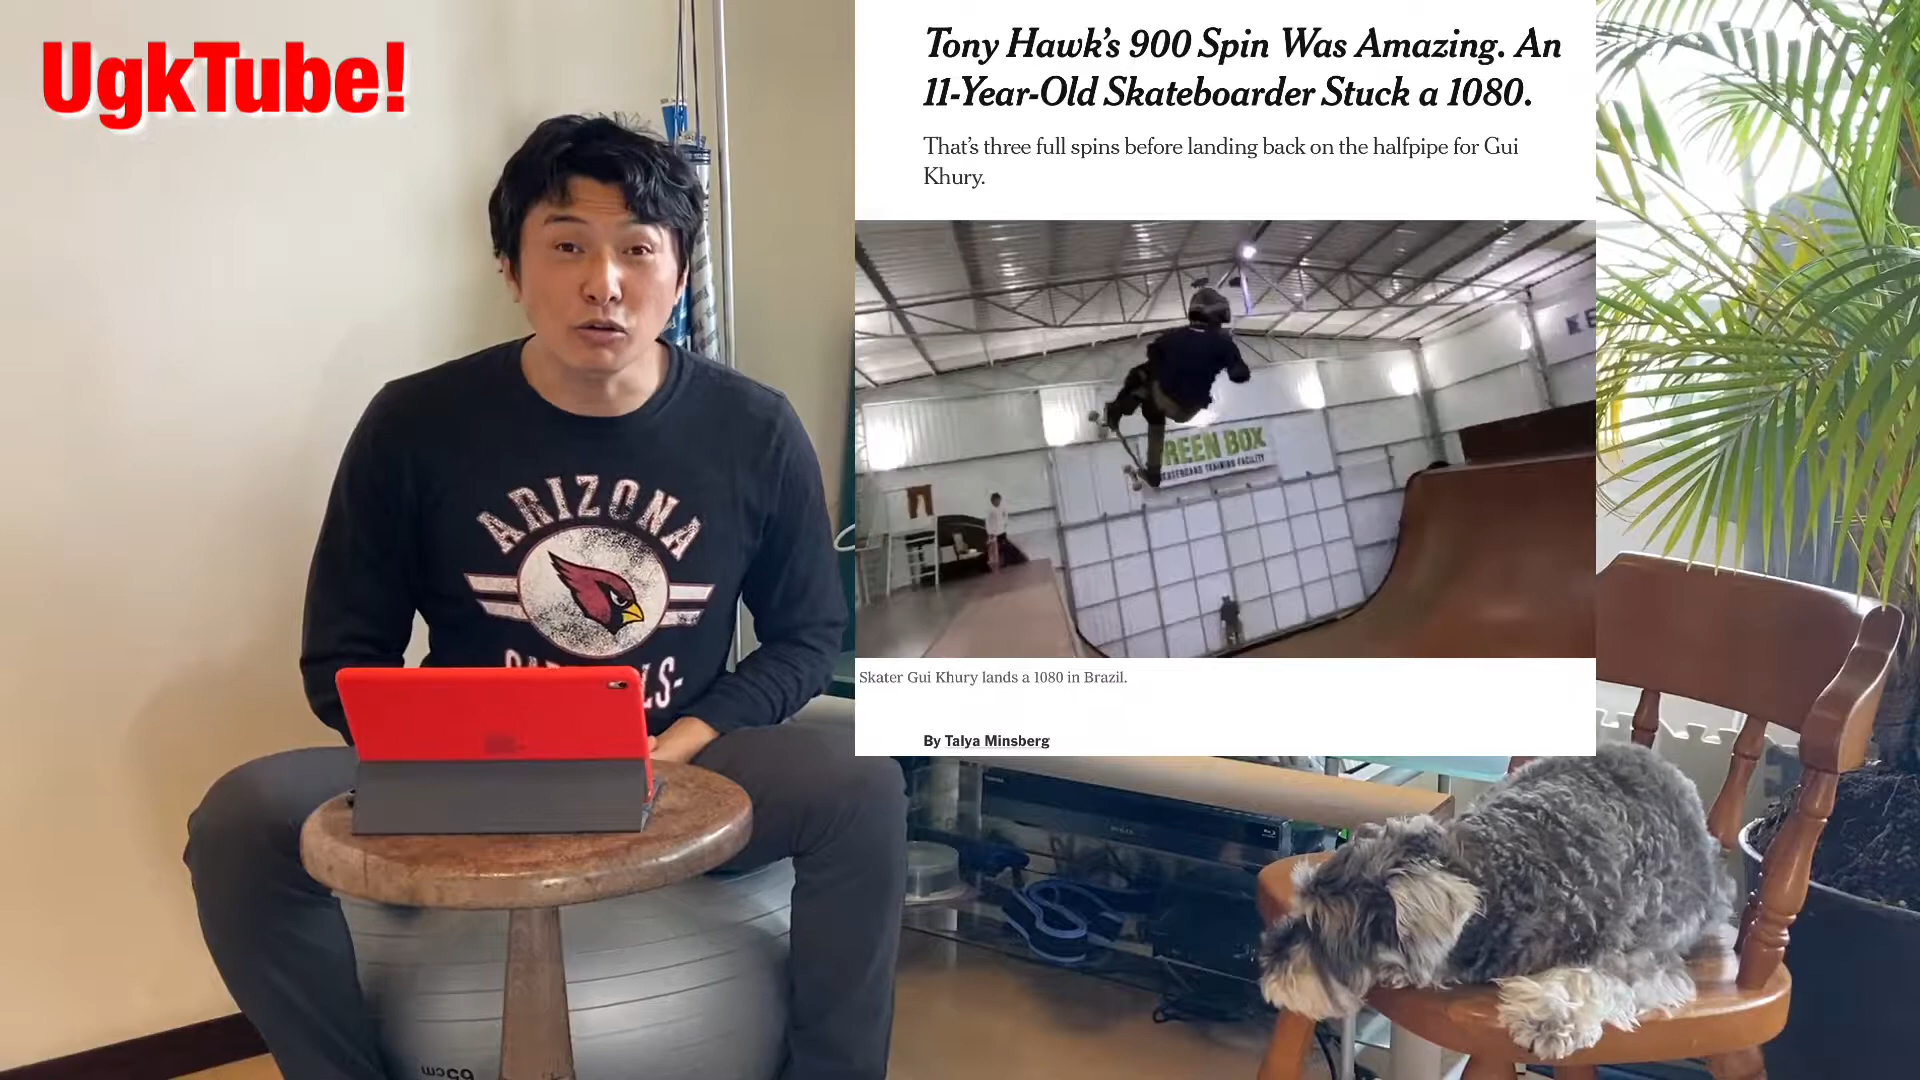 UgkTube!
Tony Hawk's 900 Spin Was Amazing. An
11-Year-Old Skateboarder Stuck a 1080.
That's three full spins before landing back on the halfpipe for Gui
Khury.
REEN BOX
Skater Gui Khury lands a 1080 in Brazil.
By Talya Minsberg
ARIZONA
65cm